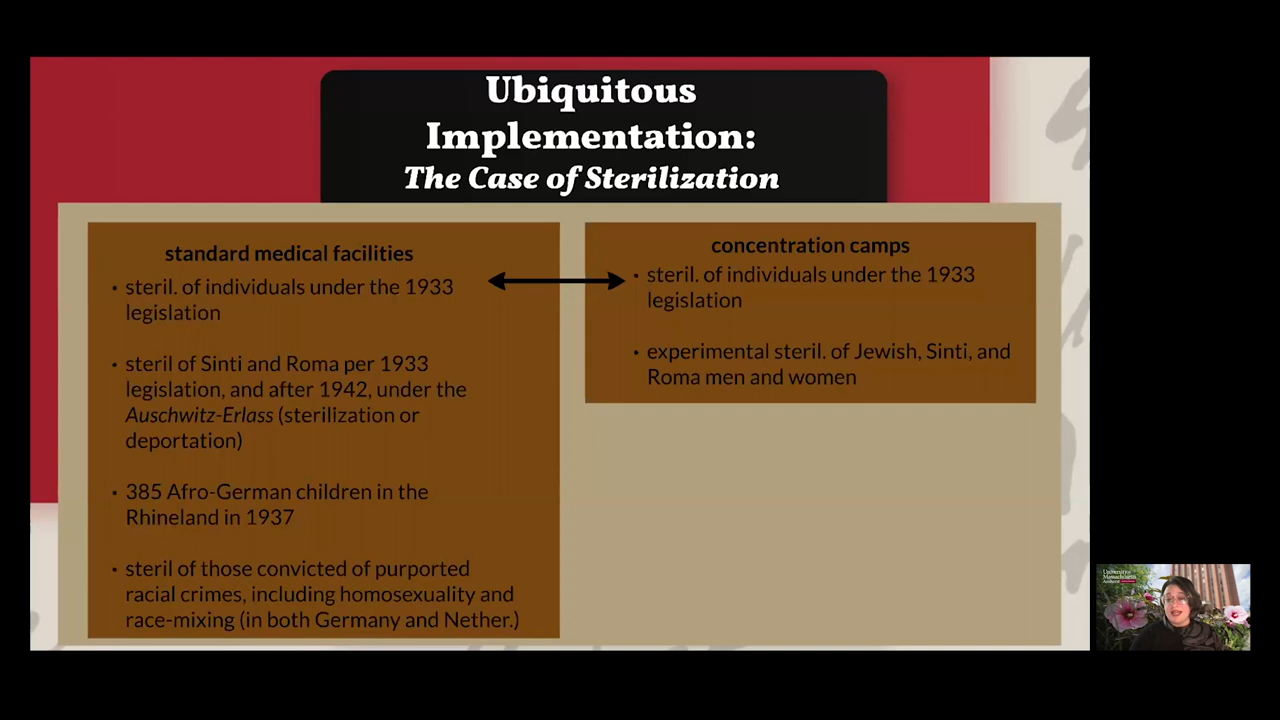 Ubiquitous
Implementation:
The Case of Sterilization
standard medical facilities
• steril. of individuals under the 1933
legislation
• steril of Sinti and Roma per 1933
legislation, and after 1942, under the
Auschwitz-Erlass (sterilization or
deportation)
• 385 Afro-German children in the
Rhineland in 1937
• steril of those convicted of purported
racial crimes, including homosexuality and
race-mixing (in both Germany and Nether.)
concentration camps
• steril. of individuals under the 1933
legislation
• experimental steril. of Jewish, Sinti, and
Roma men and women
University of
Massachusetts
Amherst